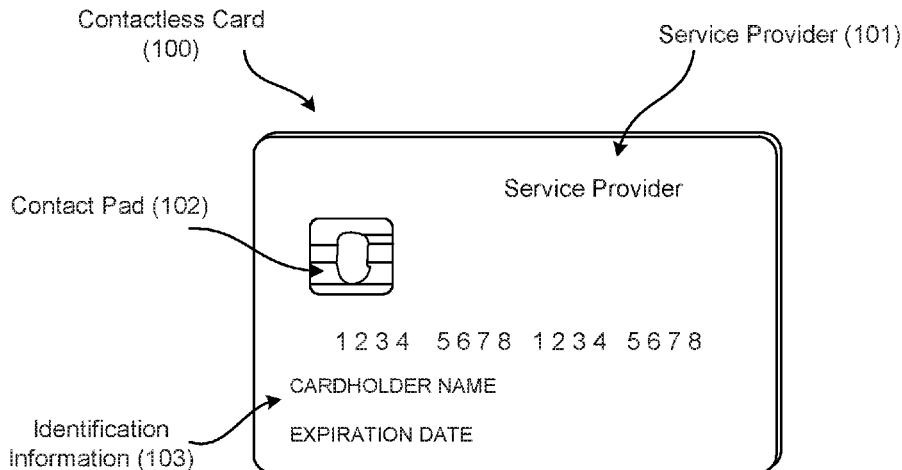 Contactless Card
(100)
Service Provider (101)
Service Provider
Contact Pad (102)
1234 5678 1234 5678
CARDHOLDER NAME
Identification
Information (103)
EXPIRATION DATE